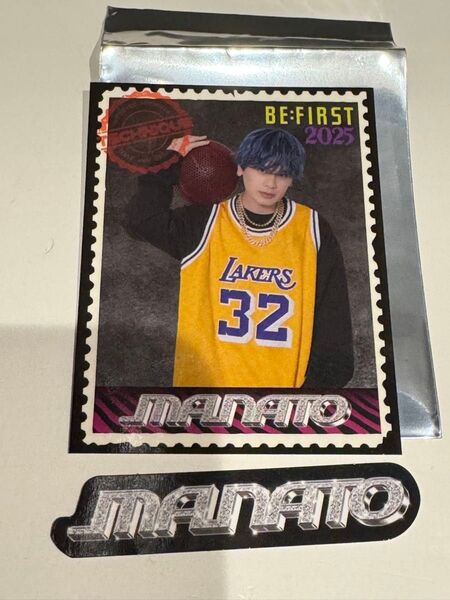 BE:FIRST
2025
LAKERS
32
MANATO
MANATO